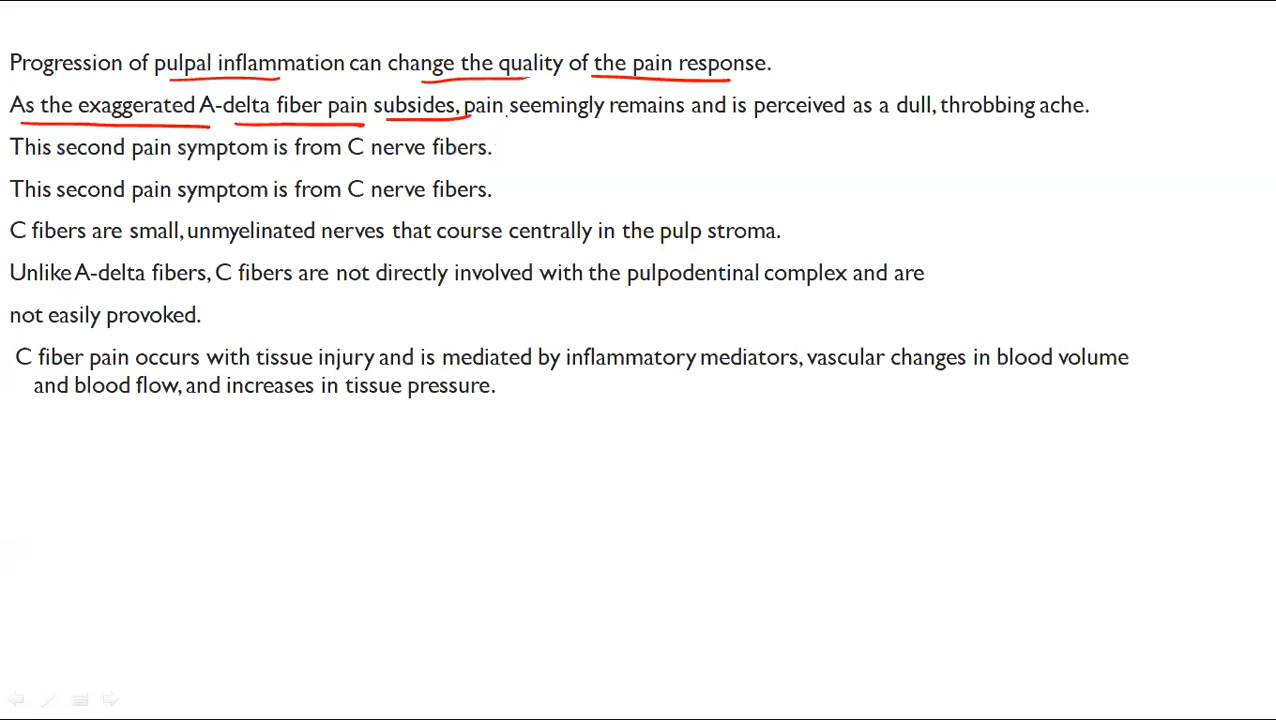 Progression of pulpal inflammation can change the quality of the pain response.
As the exaggerated A-delta fiber pain subsides, pain seemingly remains and is perceived as a dull, throbbing ache.
This second pain symptom is from C nerve fibers.
This second pain symptom is from C nerve fibers.
C fibers are small, unmyelinated nerves that course centrally in the pulp stroma.
Unlike A-delta fibers, C fibers are not directly involved with the pulpodentinal complex and are
not easily provoked.
C fiber pain occurs with tissue injury and is mediated by inflammatory mediators, vascular changes in blood volume
and blood flow, and increases in tissue pressure.